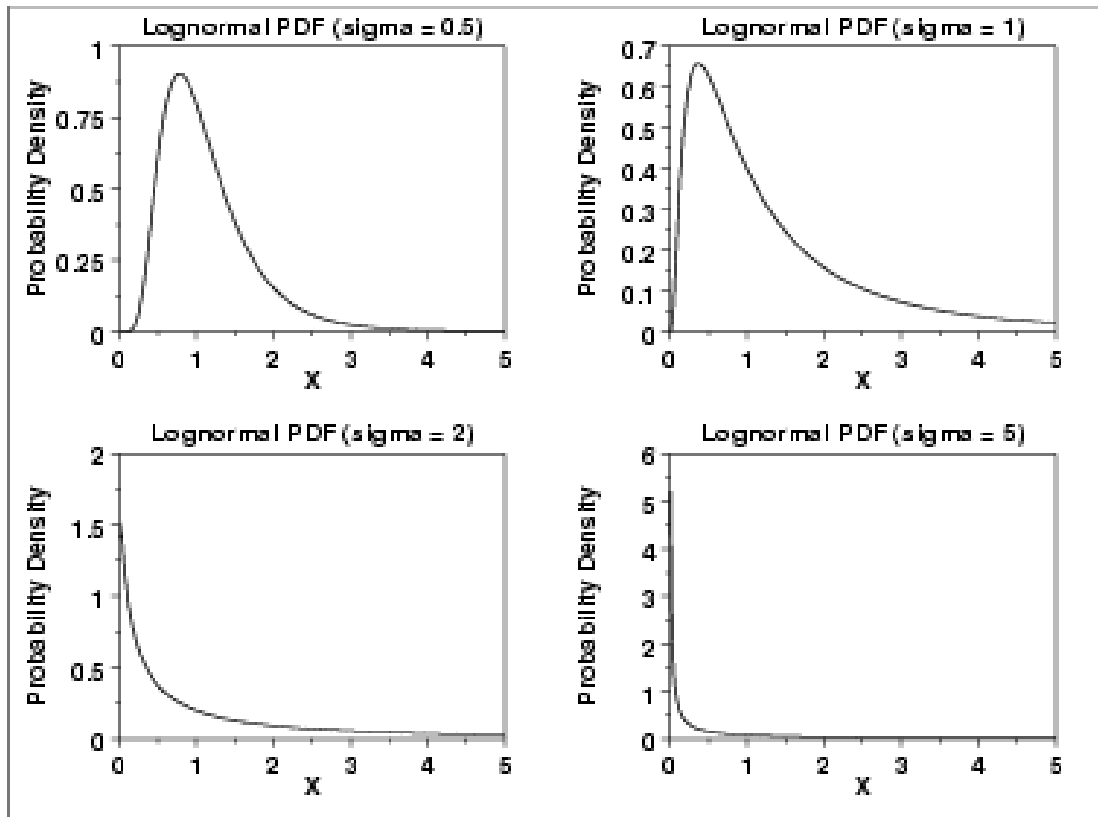 Lognormal PDF (sigma = 0.5)
Probability Density
1
0.75
0.5
0.25
0
0 1 2 3 4 5
X
Lognormal PDF (sigma = 1)
Probability Density
0.7
0.6
0.5
0.4
0.3
0.2
0.1
0
0 1 2 3 4 5
X
Lognormal PDF (sigma = 2)
Probability Density
2
1.5
1
0.5
0
0 1 2 3 4 5
X
Lognormal PDF (sigma = 5)
Probability Density
6
5
4
3
2
1
0
0 1 2 3 4 5
X